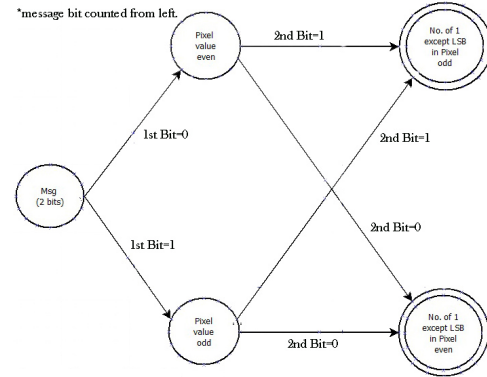 *message bit counted from left.
Pixel
value
even
2nd Bit=1
No. of 1
except LSB
in Pixel
odd
1st Bit=0
2nd Bit=1
Msg
(2 bits)
2nd Bit=0
1st Bit=1
Pixel
value
odd
2nd Bit=0
No. of 1
except LSB
in Pixel
even